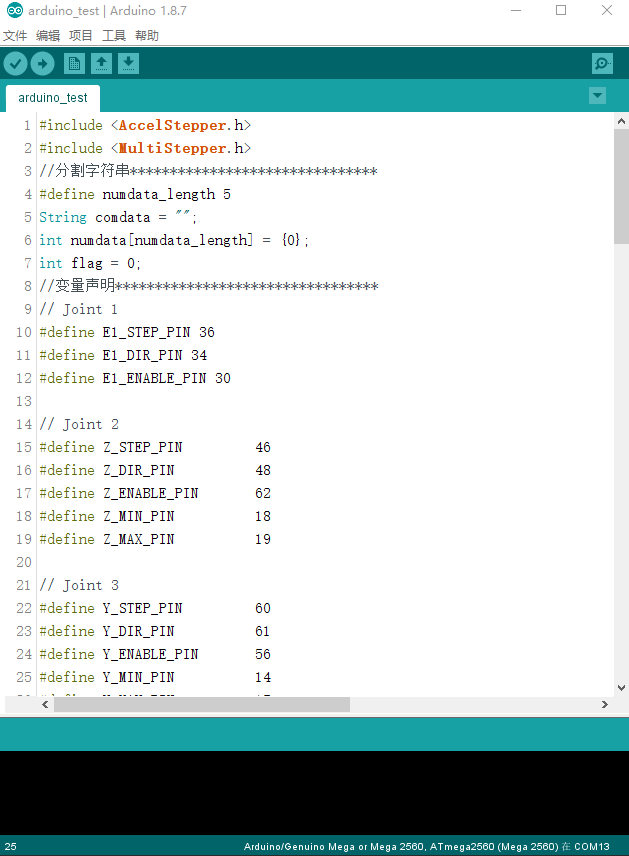 arduino_test | Arduino 1.8.7
文件 编辑 项目 工具 帮助
arduino_test
1 #include <AccelStepper.h>
2 #include <MultiStepper.h>
3 //分割字符串*******************************
4 #define numdata_length 5
5 String comdata = "";
6 int numdata[numdata_length] = {0};
7 int flag = 0;
8 //变量声明*********************************
9 // Joint 1
10 #define E1_STEP_PIN 36
11 #define E1_DIR_PIN 34
12 #define E1_ENABLE_PIN 30
13
14 // Joint 2
15 #define Z_STEP_PIN 46
16 #define Z_DIR_PIN 48
17 #define Z_ENABLE_PIN 62
18 #define Z_MIN_PIN 18
19 #define Z_MAX_PIN 19
20
21 // Joint 3
22 #define Y_STEP_PIN 60
23 #define Y_DIR_PIN 61
24 #define Y_ENABLE_PIN 56
25 #define Y_MIN_PIN 14
25 Arduino/Genuino Mega or Mega 2560, ATmega2560 (Mega 2560) 在 COM13